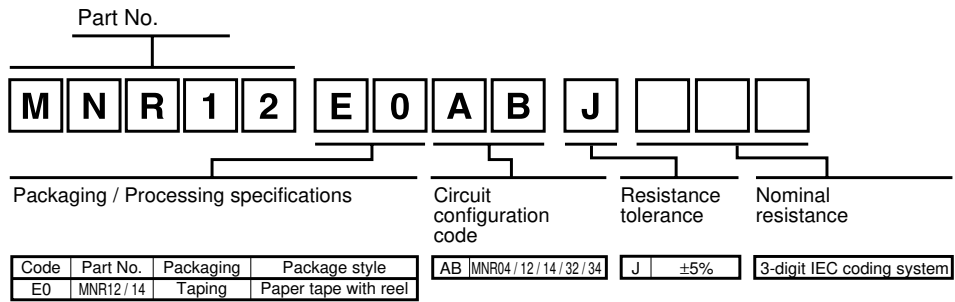 Part No.
M N R 1 2 E 0 A B J
Packaging / Processing specifications
Circuit
configuration
code
Resistance
tolerance
Nominal
resistance
Code Part No. Packaging Package style
E0 MNR12 / 14 Taping Paper tape with reel
AB MNR04 / 12 / 14 / 32 / 34
J ±5%
3-digit IEC coding system